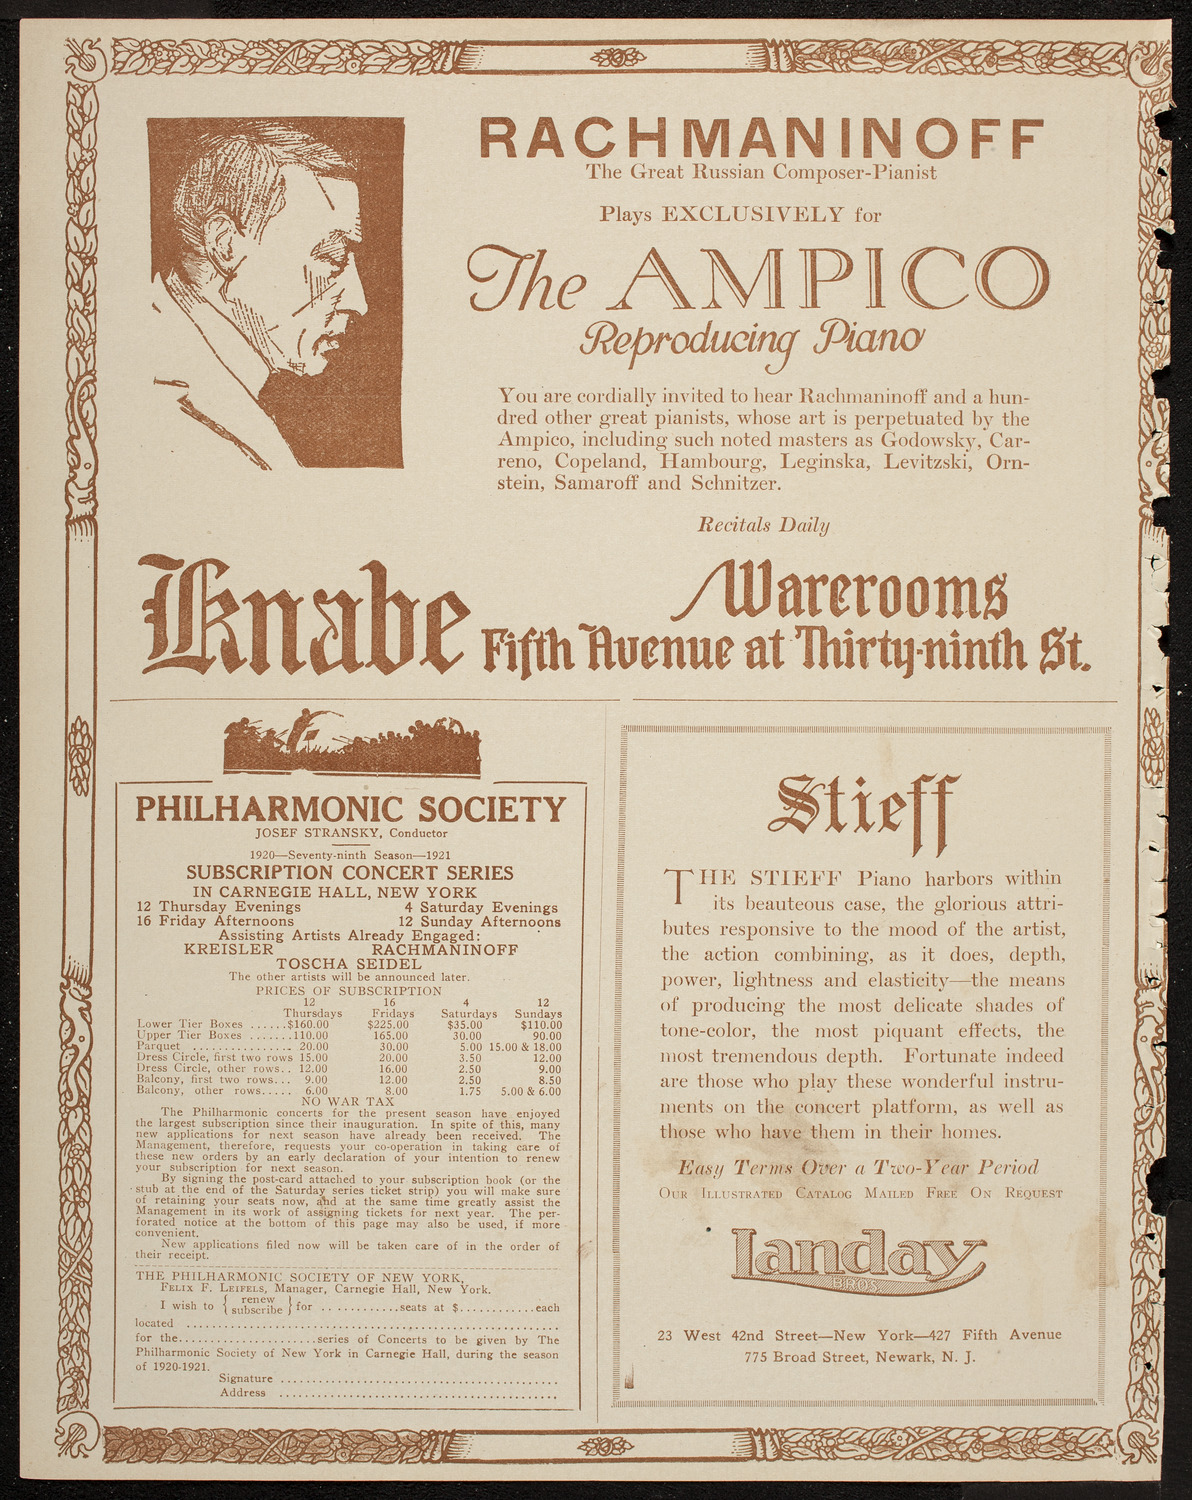 RACHMANINOFF
The Great Russian Composer-Pianist
Plays EXCLUSIVELY for
The AMPICO
Reproducing Piano
You are cordially invited to hear Rachmaninoff and a hun-
dred other great pianists, whose art is perpetuated by the
Ampico, including such noted masters as Godowsky, Car-
reno, Copeland, Hambourg, Leginska, Levitzski, Orn-
stein, Samaroff and Schnitzer.
Recitals Daily
Knabe Warerooms
Fifth Avenue at Thirty-ninth St.
PHILHARMONIC SOCIETY
JOSEF STRANSKY, Conductor
1920—Seventy-ninth Season—1921
SUBSCRIPTION CONCERT SERIES
IN CARNEGIE HALL, NEW YORK
12 Thursday Evenings 4 Saturday Evenings
16 Friday Afternoons 12 Sunday Afternoons
Assisting Artists Already Engaged:
KREISLER RACHMANINOFF
TOSCHA SEIDEL
The other artists will be announced later.
PRICES OF SUBSCRIPTION
12 16 4 12
Thursdays Fridays Saturdays Sundays
Lower Tier Boxes ......$160.00 $225.00 $35.00 $110.00
Upper Tier Boxes .......110.00 165.00 30.00 90.00
Parquet ................. 20.00 30.00 5.00 15.00 & 18.00
Dress Circle, first two rows 15.00 20.00 3.50 12.00
Dress Circle, other rows.. 12.00 16.00 2.50 9.00
Balcony, first two rows... 9.00 12.00 2.50 8.50
Balcony, other rows..... 6.00 8.00 1.75 5.00 & 6.00
NO WAR TAX
The Philharmonic concerts for the present season have enjoyed
the largest subscription since their inauguration. In spite of this, many
new applications for next season have already been received. The
Management, therefore, requests your co-operation in taking care of
these new orders by an early declaration of your intention to renew
your subscription for next season.
By signing the post-card attached to your subscription book (or the
stub at the end of the Saturday series ticket strip) you will make sure
of retaining your seats now, and at the same time greatly assist the
Management in its work of assigning tickets for next year. The per-
forated notice at the bottom of this page may also be used, if more
convenient.
New applications filed now will be taken care of in the order of
their receipt.
THE PHILHARMONIC SOCIETY OF NEW YORK,
FELIX F. LEIFELS, Manager, Carnegie Hall, New York.
I wish to { renew subscribe } for ............seats at $............each
located ..........................................................
for the.....................series of Concerts to be given by The
Philharmonic Society of New York in Carnegie Hall, during the season
of 1920-1921.
Signature ..........................................
Address ..........................................
Stieff
THE STIEFF Piano harbors within
its beauteous case, the glorious attri-
butes responsive to the mood of the artist,
the action combining, as it does, depth,
power, lightness and elasticity—the means
of producing the most delicate shades of
tone-color, the most piquant effects, the
most tremendous depth. Fortunate indeed
are those who play these wonderful instru-
ments on the concert platform, as well as
those who have them in their homes.
Easy Terms Over a Two-Year Period
OUR ILLUSTRATED CATALOG MAILED FREE ON REQUEST
Landay
BROS.
23 West 42nd Street—New York—427 Fifth Avenue
775 Broad Street, Newark, N. J.